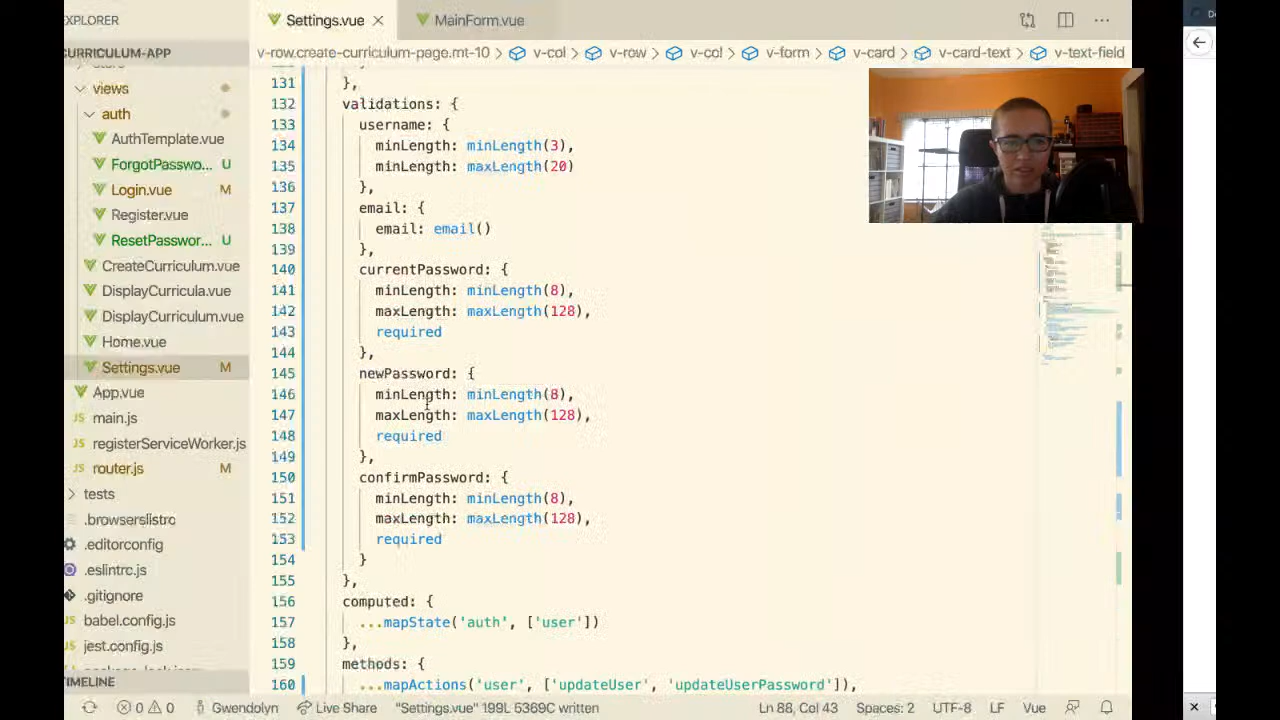 EXPLORER
Settings.vue
MainForm.vue
CURRICULUM-APP
v-row.create-curriculum-page.mt-10 > v-col > v-row > v-col > v-form > v-card > v-card-text > v-text-field
views
auth
AuthTemplate.vue
ForgotPasswo... U
Login.vue M
Register.vue
ResetPasswor... U
CreateCurriculum.vue
DisplayCurricula.vue
DisplayCurriculum.vue
Home.vue
Settings.vue M
App.vue
JS main.js
JS registerServiceWorker.js
JS router.js M
tests
.browserslistrc
.editorconfig
.eslintrc.js
.gitignore
babel.config.js
jest.config.js
TIMELINE
131 },
132 validations: {
133 username: {
134 minLength: minLength(3),
135 minLength: maxLength(20)
136 },
137 email: {
138 email: email()
139 },
140 currentPassword: {
141 minLength: minLength(8),
142 maxLength: maxLength(128),
143 required
144 },
145 newPassword: {
146 minLength: minLength(8),
147 maxLength: maxLength(128),
148 required
149 },
150 confirmPassword: {
151 minLength: minLength(8),
152 maxLength: maxLength(128),
153 required
154 }
155 },
156 computed: {
157 ...mapState('auth', ['user'])
158 },
159 methods: {
160 ...mapActions('user', ['updateUser', 'updateUserPassword']),
0 0 Gwendolyn Live Share "Settings.vue" 199L 5369C written Ln 88, Col 43 Spaces: 2 UTF-8 LF Vue